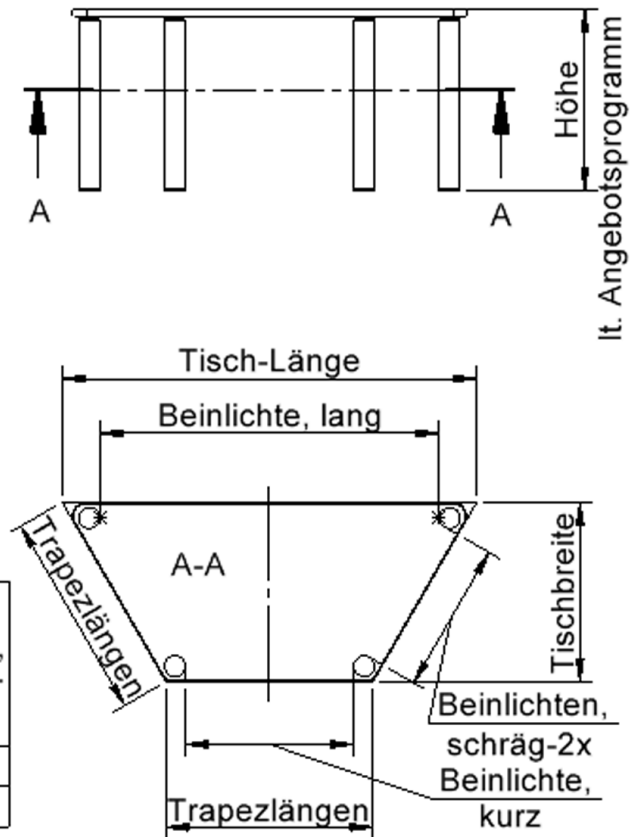 Höhe
lt. Angebotsprogramm
A
A
Tisch-Länge
Beinlichte, lang
Trapezlängen
A-A
Tischbreite
Beinlichten,
schräg-2x
Beinlichte,
kurz
Trapezlängen